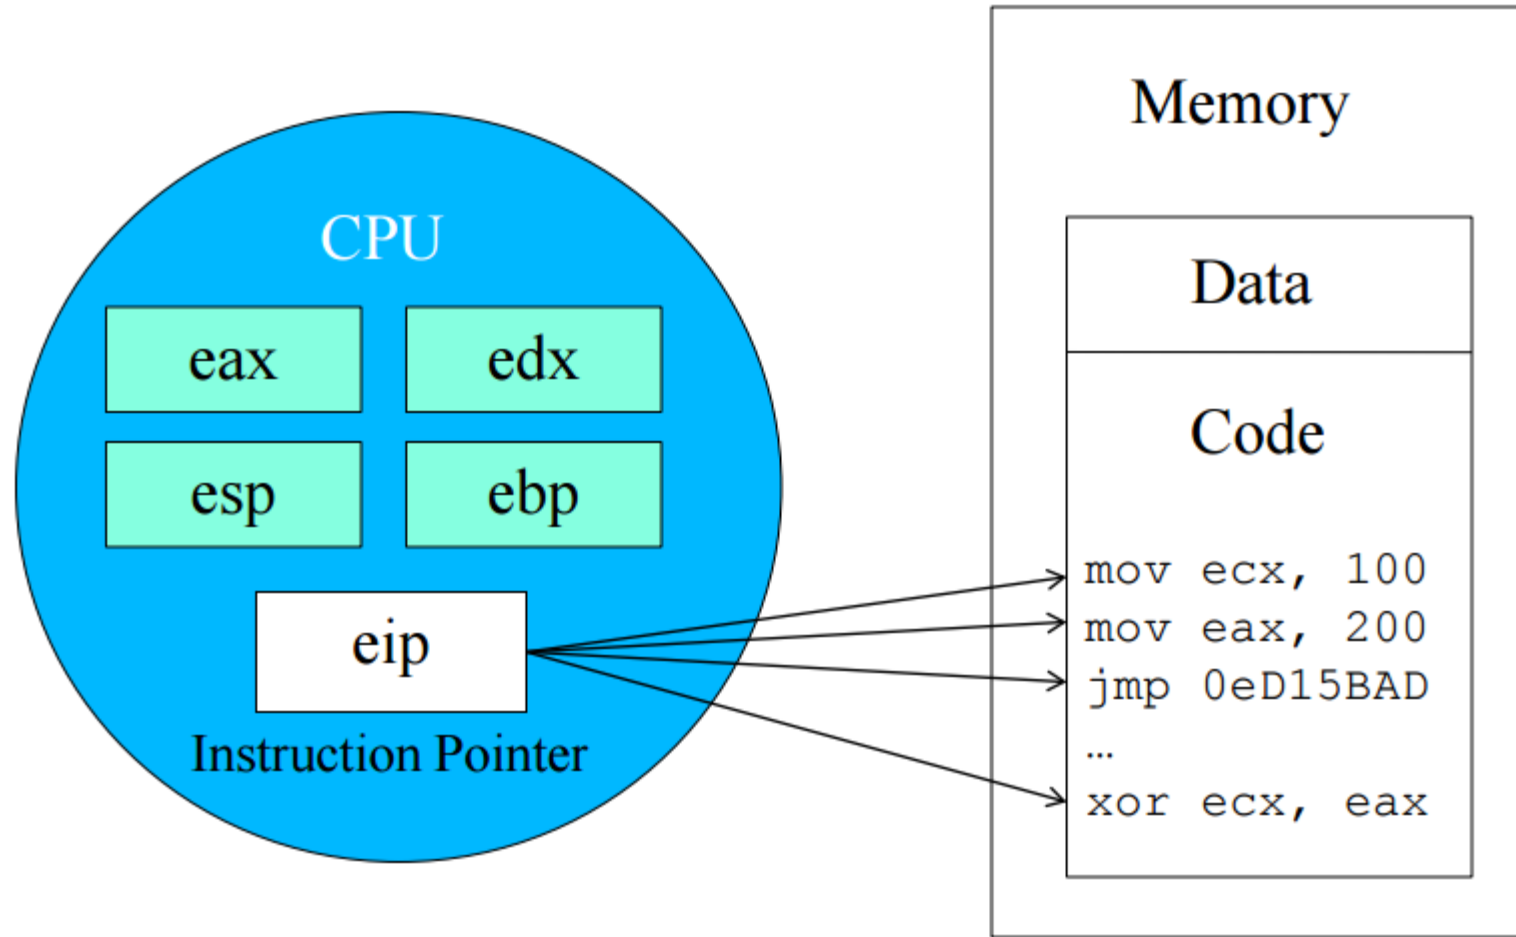 CPU
eax
edx
esp
ebp
eip
Instruction Pointer
Memory
Data
Code
mov ecx, 100
mov eax, 200
jmp 0eD15BAD
…
xor ecx, eax